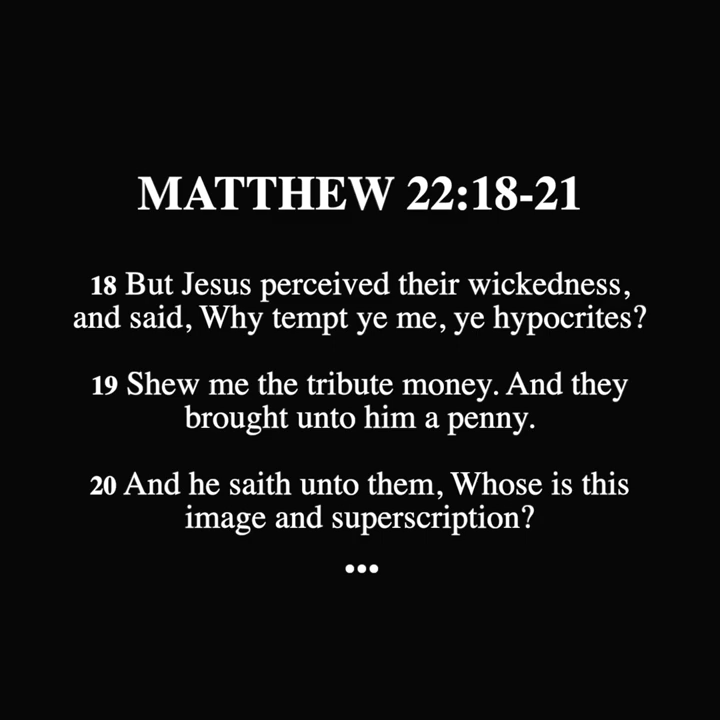 MATTHEW 22:18-21
18 But Jesus perceived their wickedness,
and said, Why tempt ye me, ye hypocrites?
19 Shew me the tribute money. And they
brought unto him a penny.
20 And he saith unto them, Whose is this
image and superscription?
...